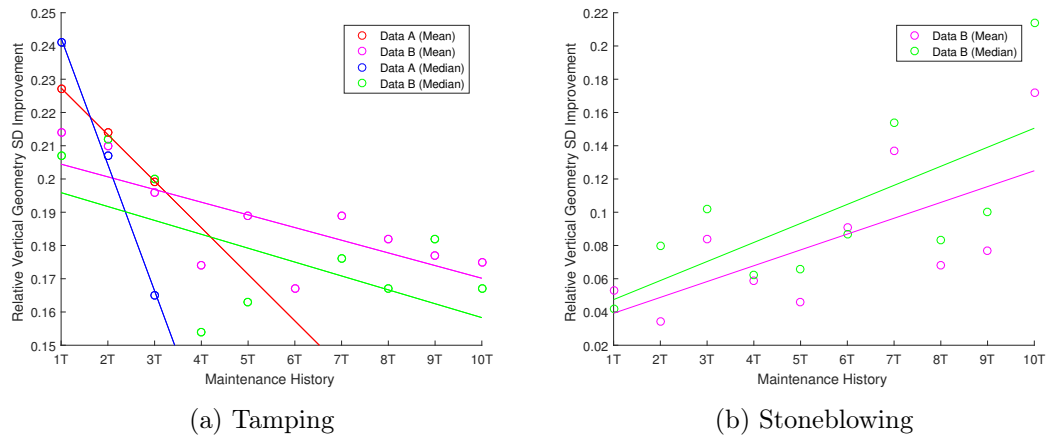 0.25
0.24
0.23
0.22
0.21
0.2
0.19
0.18
0.17
0.16
0.15
Relative Vertical Geometry SD Improvement
Data A (Mean)
Data B (Mean)
Data A (Median)
Data B (Median)
1T 2T 3T 4T 5T 6T 7T 8T 9T 10T
Maintenance History
(a) Tamping
0.22
0.2
0.18
0.16
0.14
0.12
0.1
0.08
0.06
0.04
0.02
Relative Vertical Geometry SD Improvement
Data B (Mean)
Data B (Median)
1T 2T 3T 4T 5T 6T 7T 8T 9T 10T
Maintenance History
(b) Stoneblowing